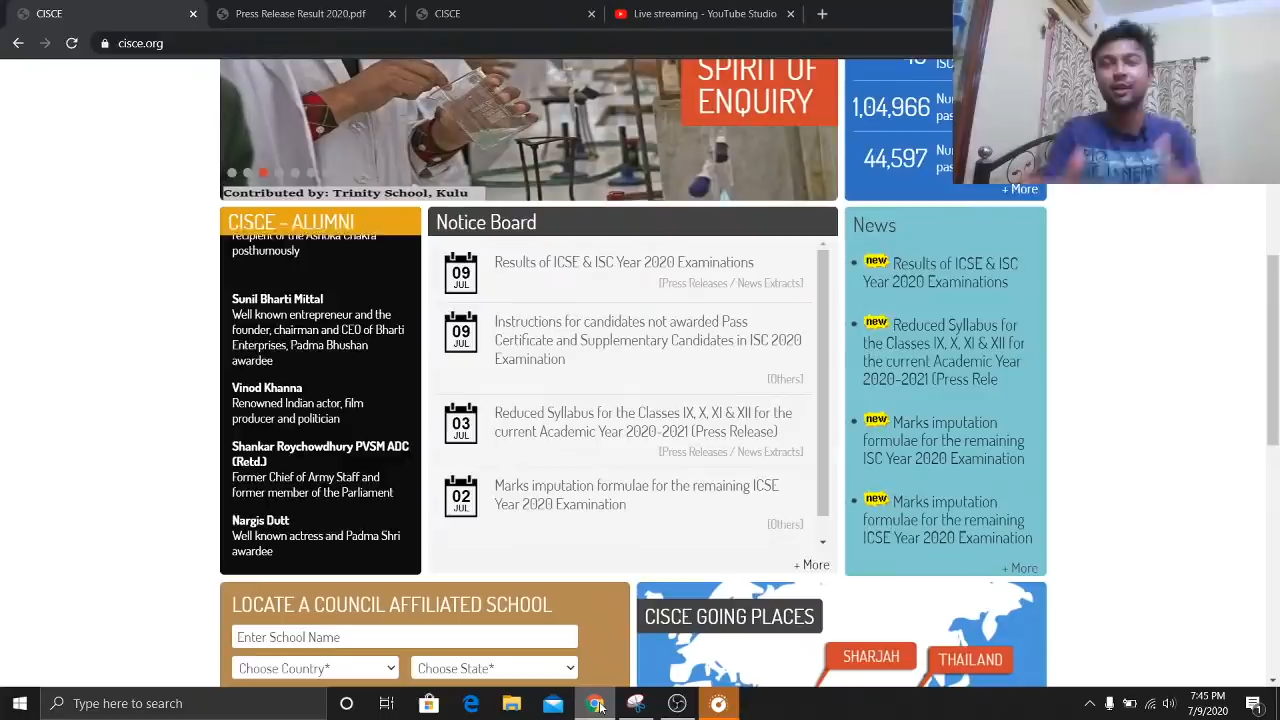 CISCE
Press Release Result 2020.pdf
CISCE
Live streaming - YouTube Studio
cisce.org
SPIRIT OF
ENQUIRY
1,04,966
44,597
+ More
Contributed by: Trinity School, Kulu
CISCE - ALUMNI
recipient of the Ashoka Chakra
posthumously
Sunil Bharti Mittal
Well known entrepreneur and the
founder, chairman and CEO of Bharti
Enterprises, Padma Bhushan
awardee
Vinod Khanna
Renowned Indian actor, film
producer and politician
Shankar Roychowdhury PVSM ADC
(Retd.)
Former Chief of Army Staff and
former member of the Parliament
Nargis Dutt
Well known actress and Padma Shri
awardee
Notice Board
09
JUL
Results of ICSE & ISC Year 2020 Examinations
[Press Releases / News Extracts]
09
JUL
Instructions for candidates not awarded Pass
Certificate and Supplementary Candidates in ISC 2020
Examination
[Others]
03
JUL
Reduced Syllabus for the Classes IX, X, XI & XII for the
current Academic Year 2020-2021 (Press Release)
[Press Releases / News Extracts]
02
JUL
Marks imputation formulae for the remaining ICSE
Year 2020 Examination
[Others]
+ More
News
new Results of ICSE & ISC
Year 2020 Examinations
new Reduced Syllabus for
the Classes IX, X, XI & XII for
the current Academic Year
2020-2021 (Press Rele
new Marks imputation
formulae for the remaining
ISC Year 2020 Examination
new Marks imputation
formulae for the remaining
ICSE Year 2020 Examination
+ More
LOCATE A COUNCIL AFFILIATED SCHOOL
Enter School Name
Choose Country*
Choose State*
CISCE GOING PLACES
SHARJAH
THAILAND
Type here to search
7:45 PM
7/9/2020